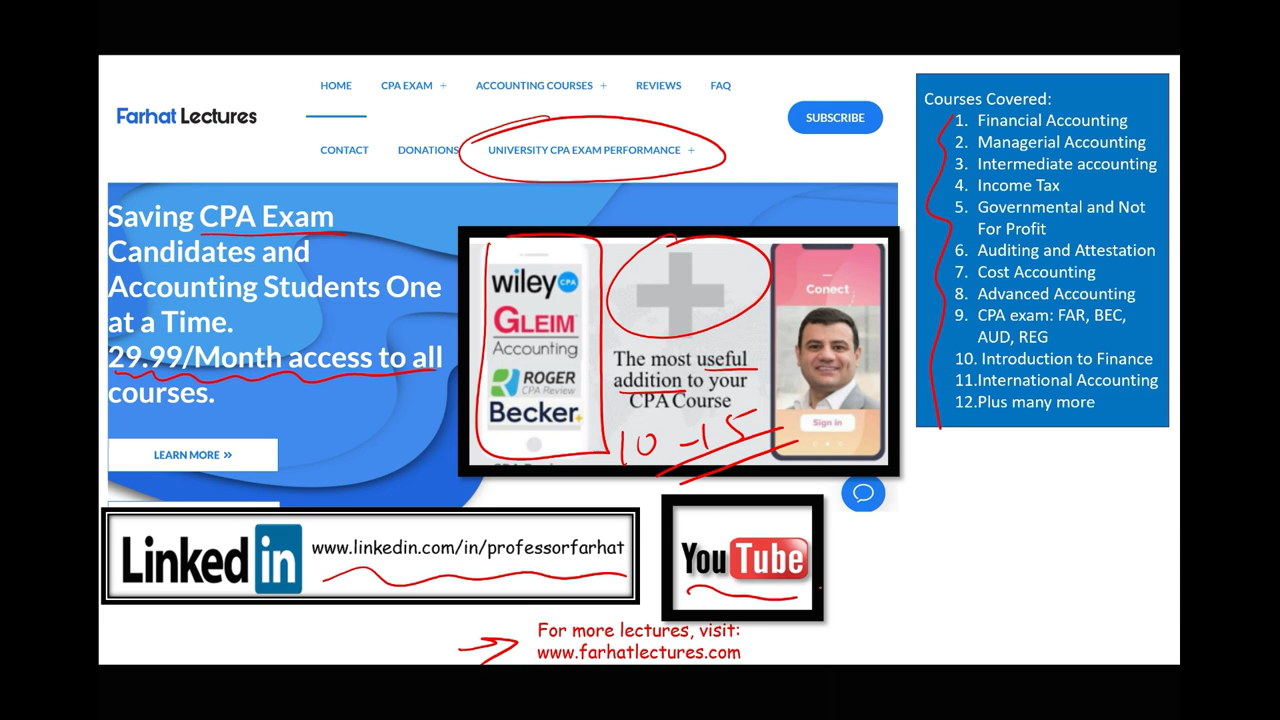 HOME
CPA EXAM +
ACCOUNTING COURSES +
REVIEWS
FAQ
Farhat Lectures
SUBSCRIBE
CONTACT
DONATIONS
UNIVERSITY CPA EXAM PERFORMANCE +
Saving CPA Exam
Candidates and
Accounting Students One
at a Time.
29.99/Month access to all
courses.
LEARN MORE »
wiley CPA
GLEIM
Accounting
ROGER
CPA Review
Becker+
The most useful
addition to your
CPA Course
10-15
Conect
Sign in
Courses Covered:
1. Financial Accounting
2. Managerial Accounting
3. Intermediate accounting
4. Income Tax
5. Governmental and Not
For Profit
6. Auditing and Attestation
7. Cost Accounting
8. Advanced Accounting
9. CPA exam: FAR, BEC,
AUD, REG
10. Introduction to Finance
11.International Accounting
12.Plus many more
Linked in
www.linkedin.com/in/professorfarhat
YouTube
For more lectures, visit:
www.farhatlectures.com